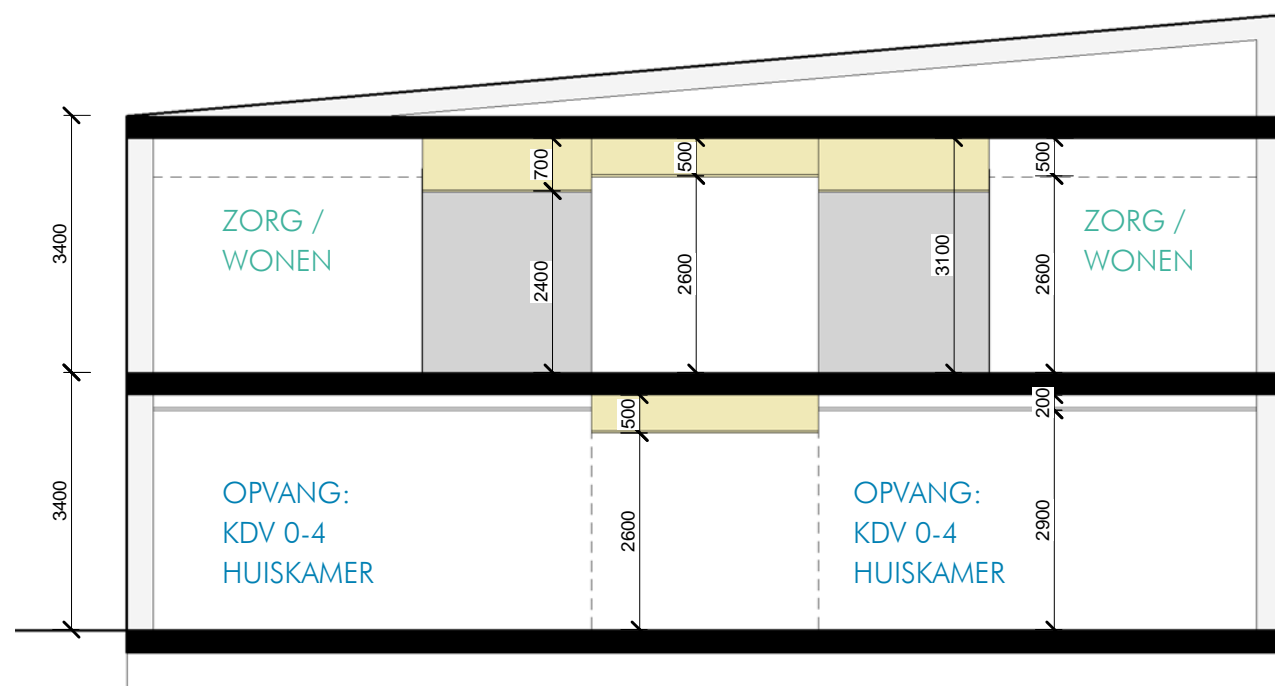 700
500
500
ZORG /
WONEN
ZORG /
WONEN
3400
2400
2600
3100
2600
200
500
OPVANG:
KDV 0-4
HUISKAMER
OPVANG:
KDV 0-4
HUISKAMER
3400
2600
2900